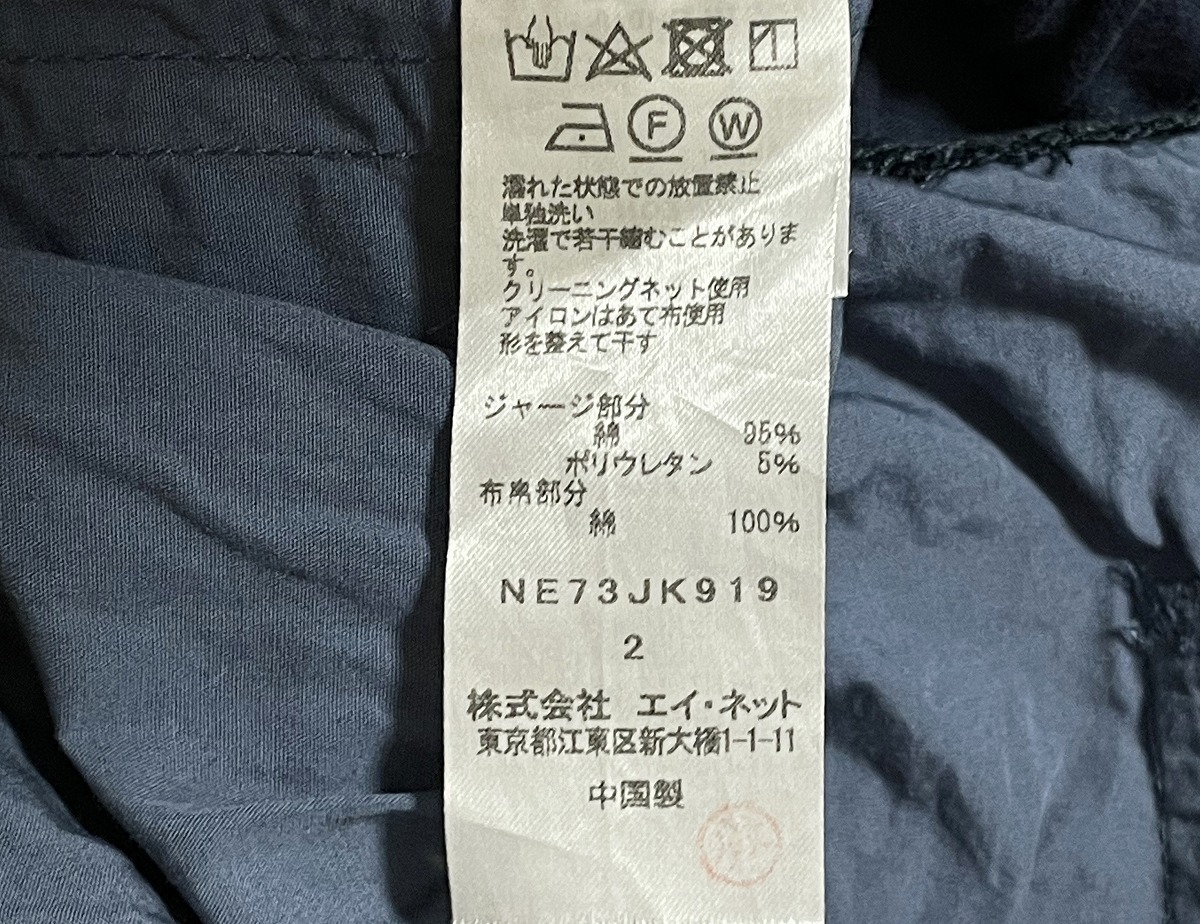 F W
濡れた状態での放置禁止
単独洗い
洗濯で若干縮むことがありま
す。
クリーニングネット使用
アイロンはあて布使用
形を整えて干す
ジャージ部分
綿 95%
ポリウレタン 5%
布帛部分
綿 100%
NE73JK919
2
株式会社 エイ・ネット
東京都江東区新大橋1-1-11
中国製